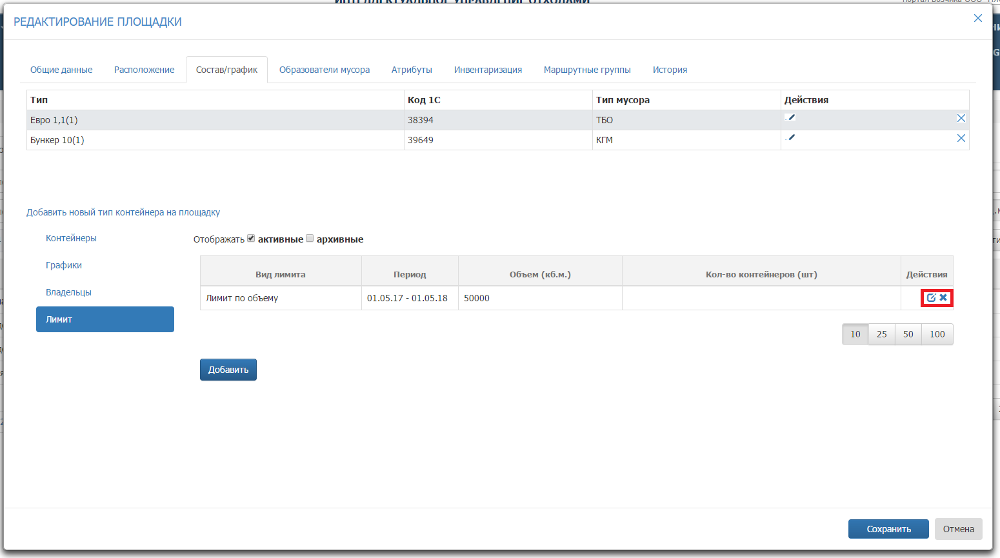 РЕДАКТИРОВАНИЕ ПЛОЩАДКИ
Общие данные Расположение Состав/график Образователи мусора Атрибуты Инвентаризация Маршрутные группы История
Тип Код 1С Тип мусора Действия
Евро 1,1(1) 38394 ТБО
Бункер 10(1) 39649 КГМ
Добавить новый тип контейнера на площадку
Контейнеры
Графики
Владельцы
Лимит
Отображать активные архивные
Вид лимита Период Объем (кб.м.) Кол-во контейнеров (шт) Действия
Лимит по объему 01.05.17 - 01.05.18 50000
10 25 50 100
Добавить
Сохранить Отмена